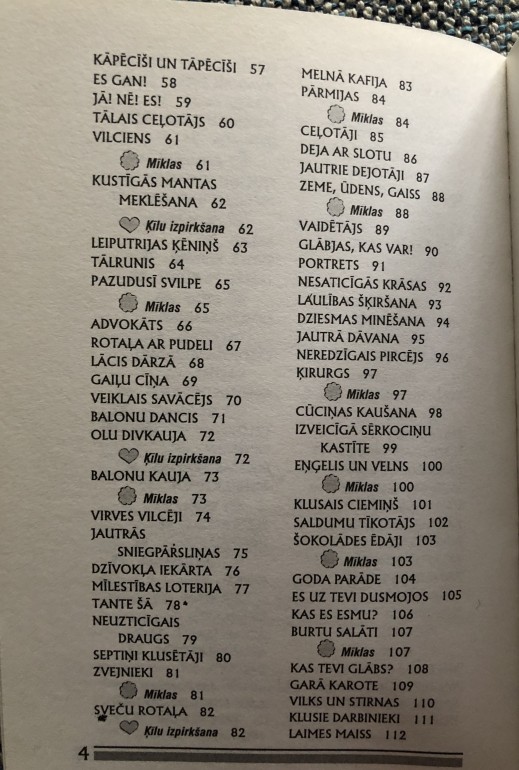 KĀPĒCĪŠI UN TĀPĒCĪŠI 57
ES GAN! 58
JĀ! NĒ! ES! 59
TĀLAIS CEĻOTĀJS 60
VILCIENS 61
Miklas 61
KUSTĪGĀS MANTAS
MEKLĒŠANA 62
Ķīlu izpirkšana 62
LEIPUTRIJAS ĶĒNIŅŠ 63
TĀLRUNIS 64
PAZUDUSĪ SVILPE 65
Miklas 65
ADVOKĀTS 66
ROTAĻA AR PUDELI 67
LĀCIS DĀRZĀ 68
GAIĻU CĪŅA 69
VEIKLAIS SAVĀCĒJS 70
BALONU DANCIS 71
OLU DIVKAUJA 72
Ķīlu izpirkšana 72
BALONU KAUJA 73
Miklas 73
VIRVES VILCĒJI 74
JAUTRĀS
SNIEGPĀRSLIŅAS 75
DZĪVOKĻA IEKĀRTA 76
MĪLESTĪBAS LOTERIJA 77
TANTE ŠĀ 78*
NEUZTICĪGAIS
DRAUGS 79
SEPTIŅI KLUSĒTĀJI 80
ZVEJNIEKI 81
Miklas 81
SVEČU ROTAĻA 82
Ķīlu izpirkšana 82
MELNĀ KAFIJA 83
PĀRMIJAS 84
Miklas 84
CEĻOTĀJI 85
DEJA AR SLOTU 86
JAUTRIE DEJOTĀJI 87
ZEME, ŪDENS, GAISS 88
Miklas 88
VAIDĒTĀJS 89
GLĀBJAS, KAS VAR! 90
PORTRETS 91
NESATICĪGĀS KRĀSAS 92
LAULĪBAS ŠĶIRŠANA 93
DZIESMAS MINĒŠANA 94
JAUTRĀ DĀVANA 95
NEREDZĪGAIS PIRCĒJS 96
ĶIRURGS 97
Miklas 97
CŪCIŅAS KAUŠANA 98
IZVEICĪGĀ SĒRKOCIŅU
KASTĪTE 99
EŅĢELIS UN VELNS 100
Miklas 100
KLUSAIS CIEMIŅŠ 101
SALDUMU TĪKOTĀJS 102
ŠOKOLĀDES ĒDĀJI 103
Miklas 103
GODA PARĀDE 104
ES UZ TEVI DUSMOJOS 105
KAS ES ESMU? 106
BURTU SALĀTI 107
Miklas 107
KAS TEVI GLĀBS? 108
GARĀ KAROTE 109
VILKS UN STIRNAS 110
KLUSIE DARBINIEKI 111
LAIMES MAISS 112
4